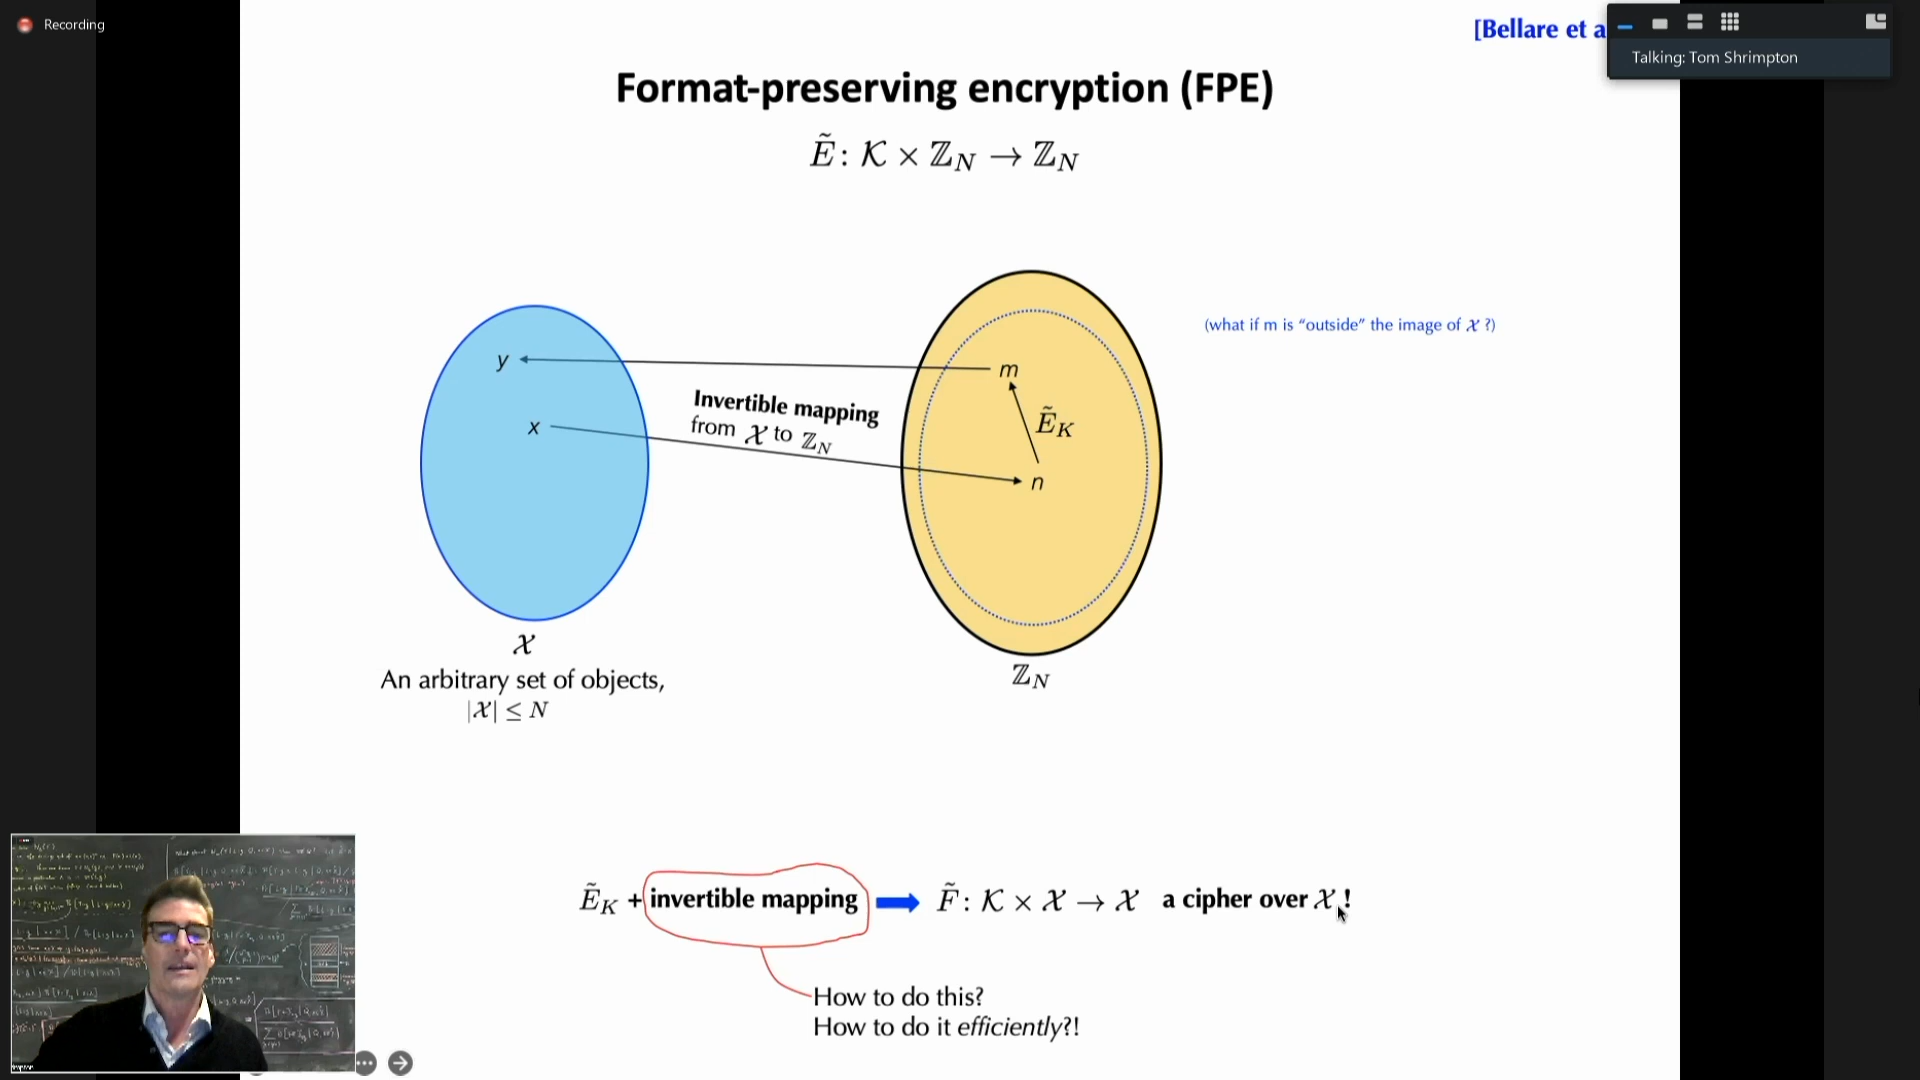 Recording
[Bellare et a
Talking: Tom Shrimpton
Format-preserving encryption (FPE)
Ẽ : 𝒦 × ℤ_N → ℤ_N
(what if m is “outside” the image of 𝒳 ?)
y
m
Invertible mapping
from 𝒳 to ℤ_N
Ẽ_K
x
n
𝒳
An arbitrary set of objects,
|𝒳| ≤ N
ℤ_N
Ẽ_K + invertible mapping F̃ : 𝒦 × 𝒳 → 𝒳 a cipher over 𝒳 !
How to do this?
How to do it efficiently?!